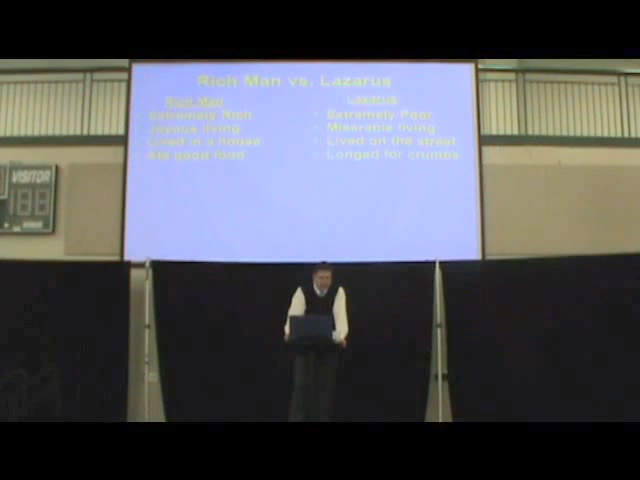 Rich Man vs. Lazarus
Rich Man
• Extremely Rich
• Joyous living
• Lived in a house
• Ate good food
Lazarus
• Extremely Poor
• Miserable living
• Lived on the street
• Longed for crumbs
VISITOR
188